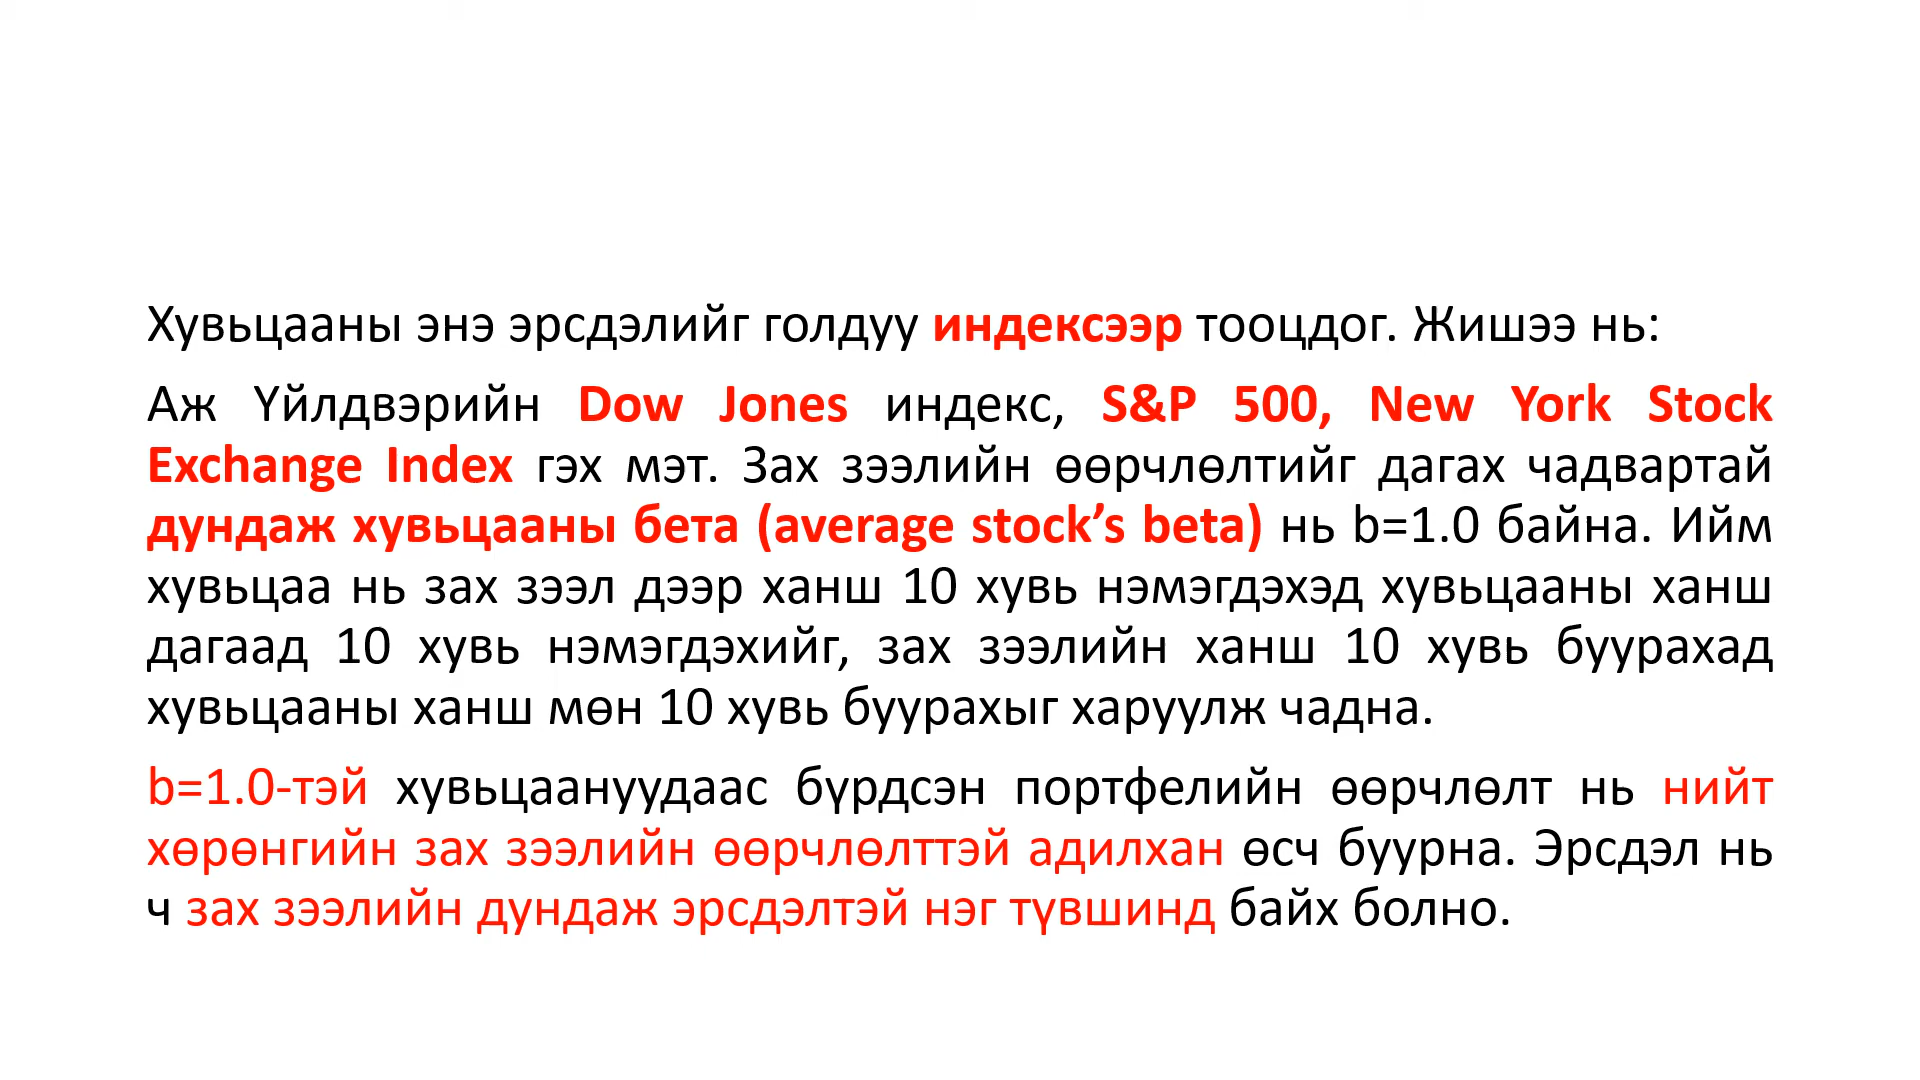 Хувьцааны энэ эрсдэлийг голдуу индексээр тооцдог. Жишээ нь:
Аж Үйлдвэрийн Dow Jones индекс, S&P 500, New York Stock
Exchange Index гэх мэт. Зах зээлийн өөрчлөлтийг дагах чадвартай
дундаж хувьцааны бета (average stock’s beta) нь b=1.0 байна. Ийм
хувьцаа нь зах зээл дээр ханш 10 хувь нэмэгдэхэд хувьцааны ханш
дагаад 10 хувь нэмэгдэхийг, зах зээлийн ханш 10 хувь буурахад
хувьцааны ханш мөн 10 хувь буурахыг харуулж чадна.
b=1.0-тэй хувьцаануудаас бүрдсэн портфелийн өөрчлөлт нь нийт
хөрөнгийн зах зээлийн өөрчлөлттэй адилхан өсч буурна. Эрсдэл нь
ч зах зээлийн дундаж эрсдэлтэй нэг түвшинд байх болно.